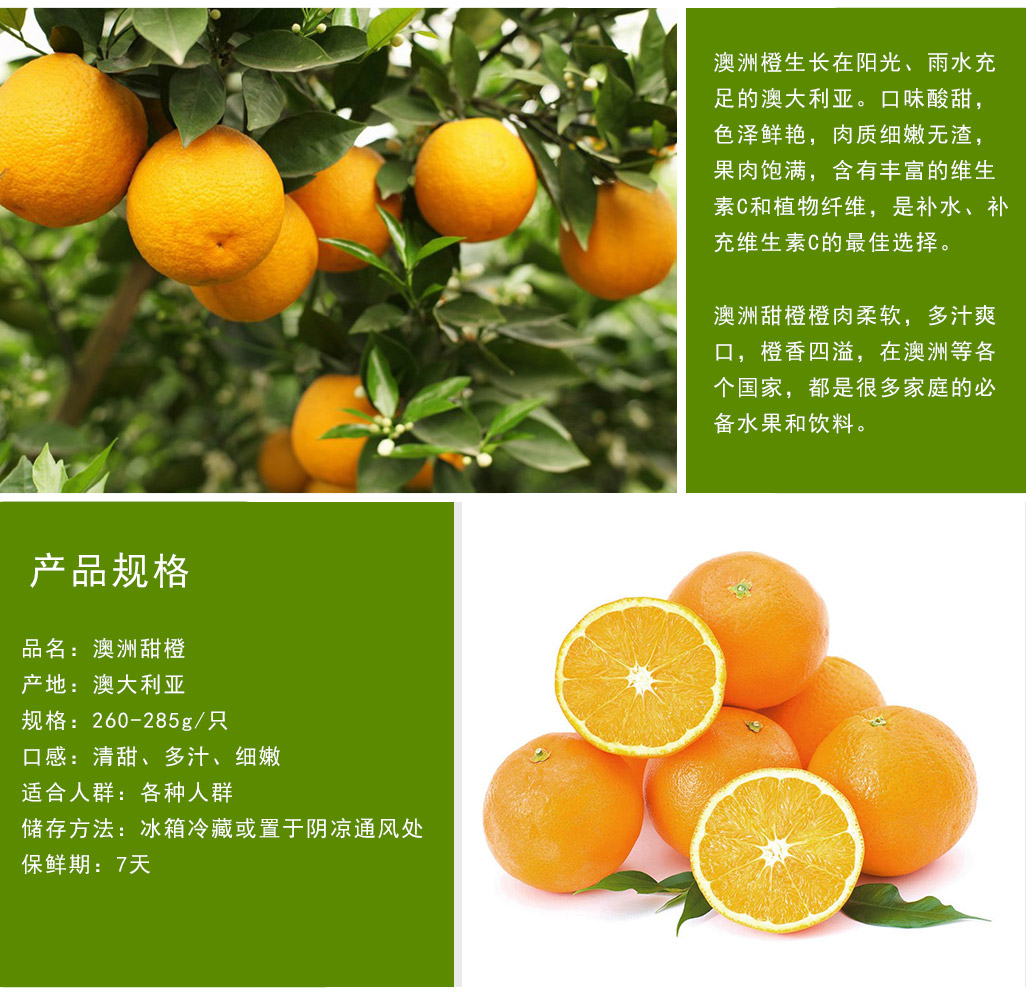 澳洲橙生长在阳光、雨水充
足的澳大利亚。口味酸甜，
色泽鲜艳，肉质细嫩无渣，
果肉饱满，含有丰富的维生
素C和植物纤维，是补水、补
充维生素C的最佳选择。
澳洲甜橙橙肉柔软，多汁爽
口，橙香四溢，在澳洲等各
个国家，都是很多家庭的必
备水果和饮料。
产品规格
品名：澳洲甜橙
产地：澳大利亚
规格：260-285g/只
口感：清甜、多汁、细嫩
适合人群：各种人群
储存方法：冰箱冷藏或置于阴凉通风处
保鲜期：7天